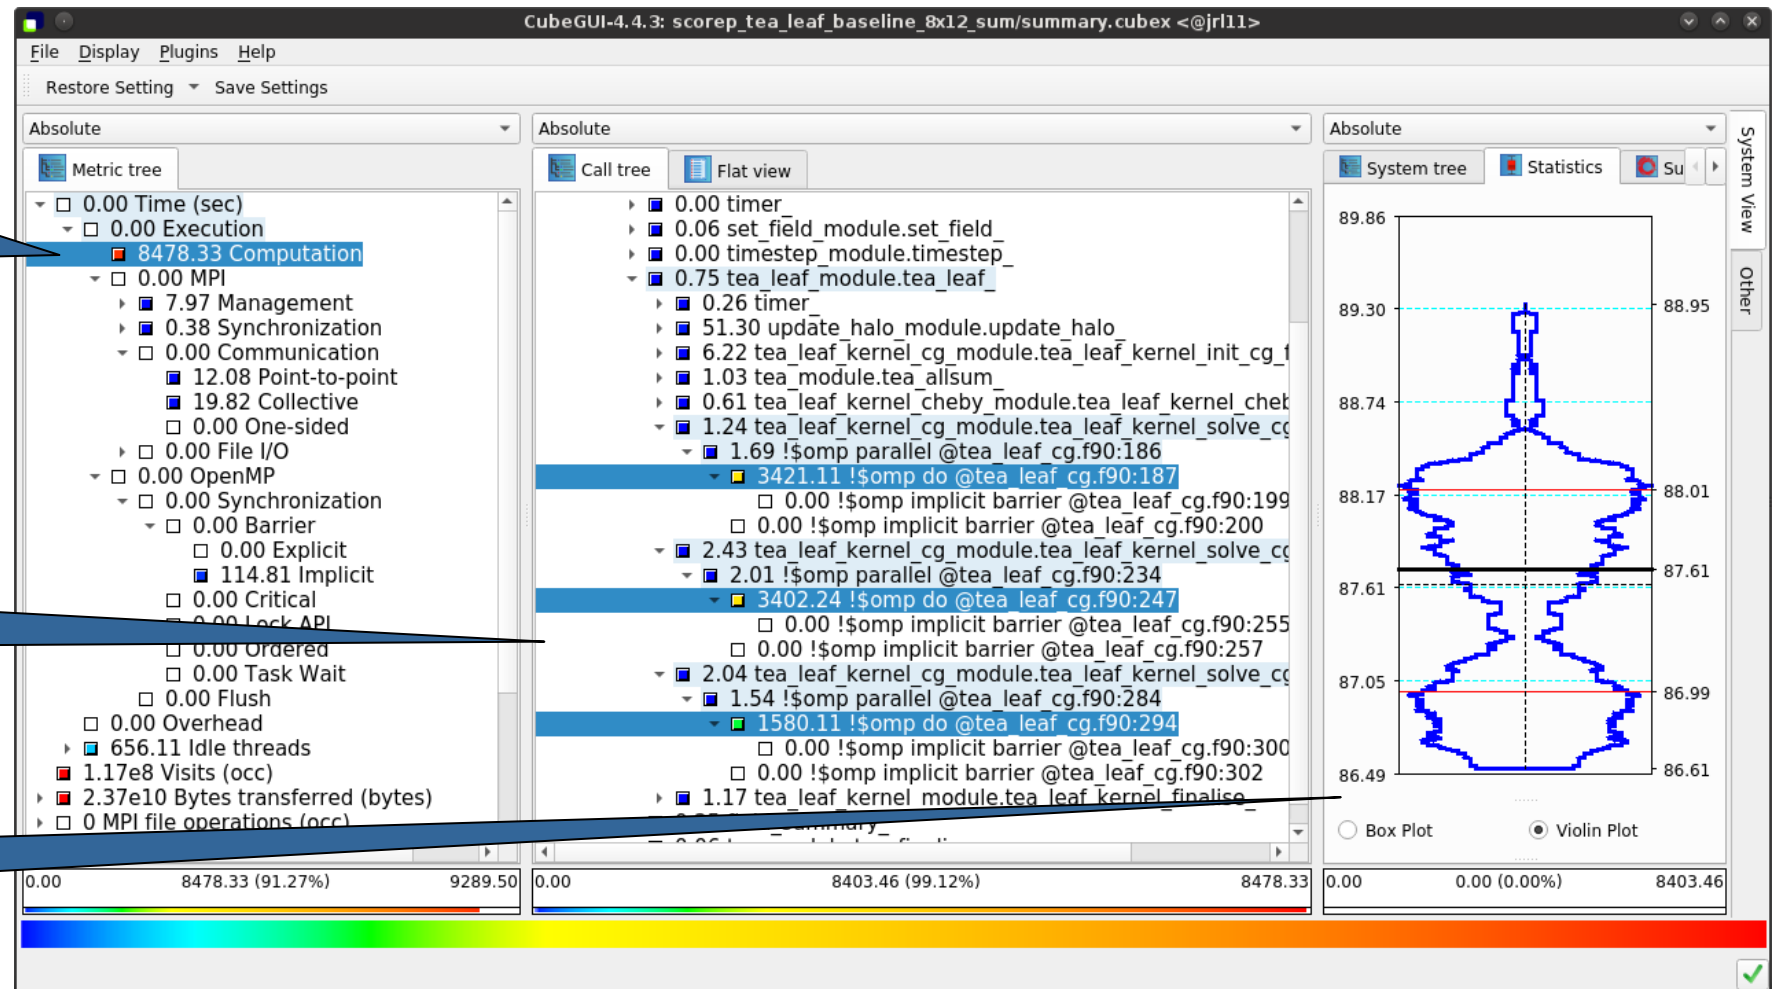 CubeGUI-4.4.3: scorep_tea_leaf_baseline_8x12_sum/summary.cubex <@jrl11>
File Display Plugins Help
Restore Setting Save Settings
Absolute
Metric tree
0.00 Time (sec)
0.00 Execution
8478.33 Computation
0.00 MPI
7.97 Management
0.38 Synchronization
0.00 Communication
12.08 Point-to-point
19.82 Collective
0.00 One-sided
0.00 File I/O
0.00 OpenMP
0.00 Synchronization
0.00 Barrier
0.00 Explicit
114.81 Implicit
0.00 Critical
0.00 Lock API
0.00 Ordered
0.00 Task Wait
0.00 Flush
0.00 Overhead
656.11 Idle threads
1.17e8 Visits (occ)
2.37e10 Bytes transferred (bytes)
0 MPI file operations (occ)
0.00 8478.33 (91.27%) 9289.50
Absolute
Call tree Flat view
0.00 timer_
0.06 set_field_module.set_field_
0.00 timestep_module.timestep_
0.75 tea_leaf_module.tea_leaf_
0.26 timer_
51.30 update_halo_module.update_halo_
6.22 tea_leaf_kernel_cg_module.tea_leaf_kernel_init_cg_f
1.03 tea_module.tea_allsum_
0.61 tea_leaf_kernel_cheby_module.tea_leaf_kernel_cheb
1.24 tea_leaf_kernel_cg_module.tea_leaf_kernel_solve_cg
1.69 !$omp parallel @tea_leaf_cg.f90:186
3421.11 !$omp do @tea_leaf_cg.f90:187
0.00 !$omp implicit barrier @tea_leaf_cg.f90:199
0.00 !$omp implicit barrier @tea_leaf_cg.f90:200
2.43 tea_leaf_kernel_cg_module.tea_leaf_kernel_solve_cg
2.01 !$omp parallel @tea_leaf_cg.f90:234
3402.24 !$omp do @tea_leaf_cg.f90:247
0.00 !$omp implicit barrier @tea_leaf_cg.f90:255
0.00 !$omp implicit barrier @tea_leaf_cg.f90:257
2.04 tea_leaf_kernel_cg_module.tea_leaf_kernel_solve_cg
1.54 !$omp parallel @tea_leaf_cg.f90:284
1580.11 !$omp do @tea_leaf_cg.f90:294
0.00 !$omp implicit barrier @tea_leaf_cg.f90:300
0.00 !$omp implicit barrier @tea_leaf_cg.f90:302
1.17 tea_leaf_kernel_module.tea_leaf_kernel_finalise_
0.00 8403.46 (99.12%) 8478.33
Absolute
System tree Statistics Su
89.86
89.30 88.95
88.74
88.17 88.01
87.61 87.61
87.05 86.99
86.49 86.61
Box Plot Violin Plot
0.00 0.00 (0.00%) 8403.46
System View
Other